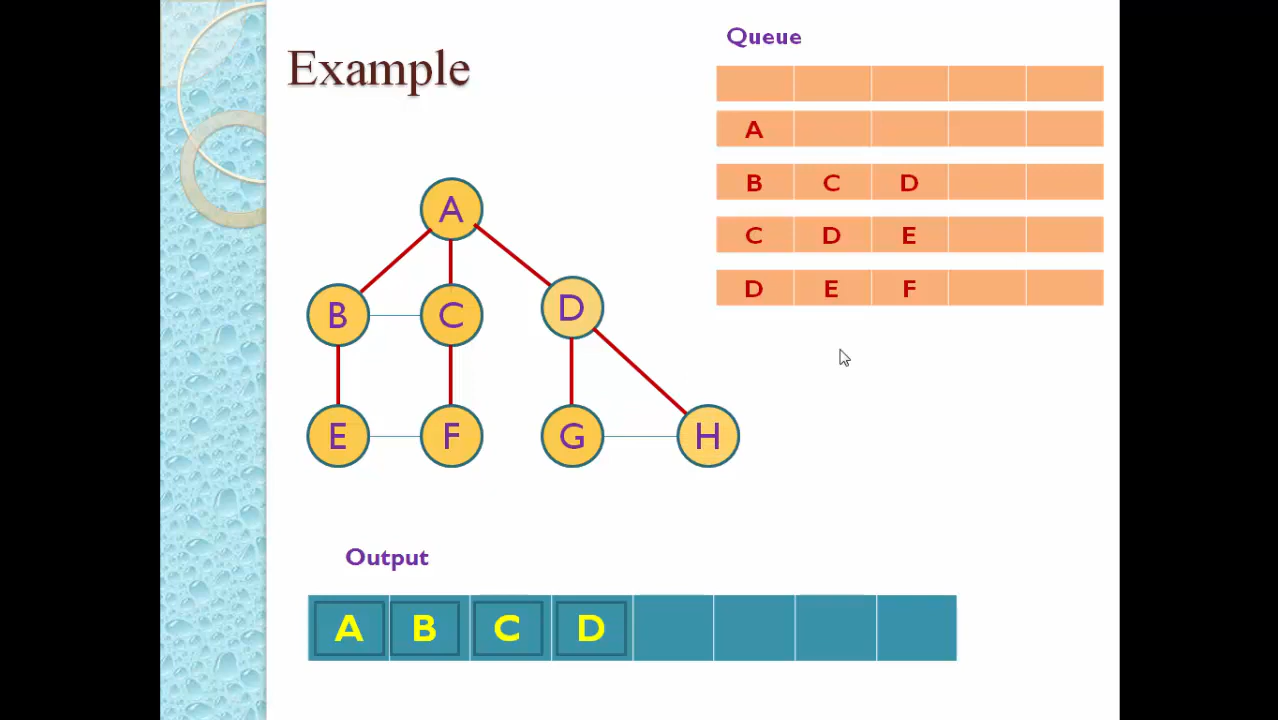 Example
Queue
A
B C D
C D E
D E F
A
B C D
E F G H
Output
A B C D